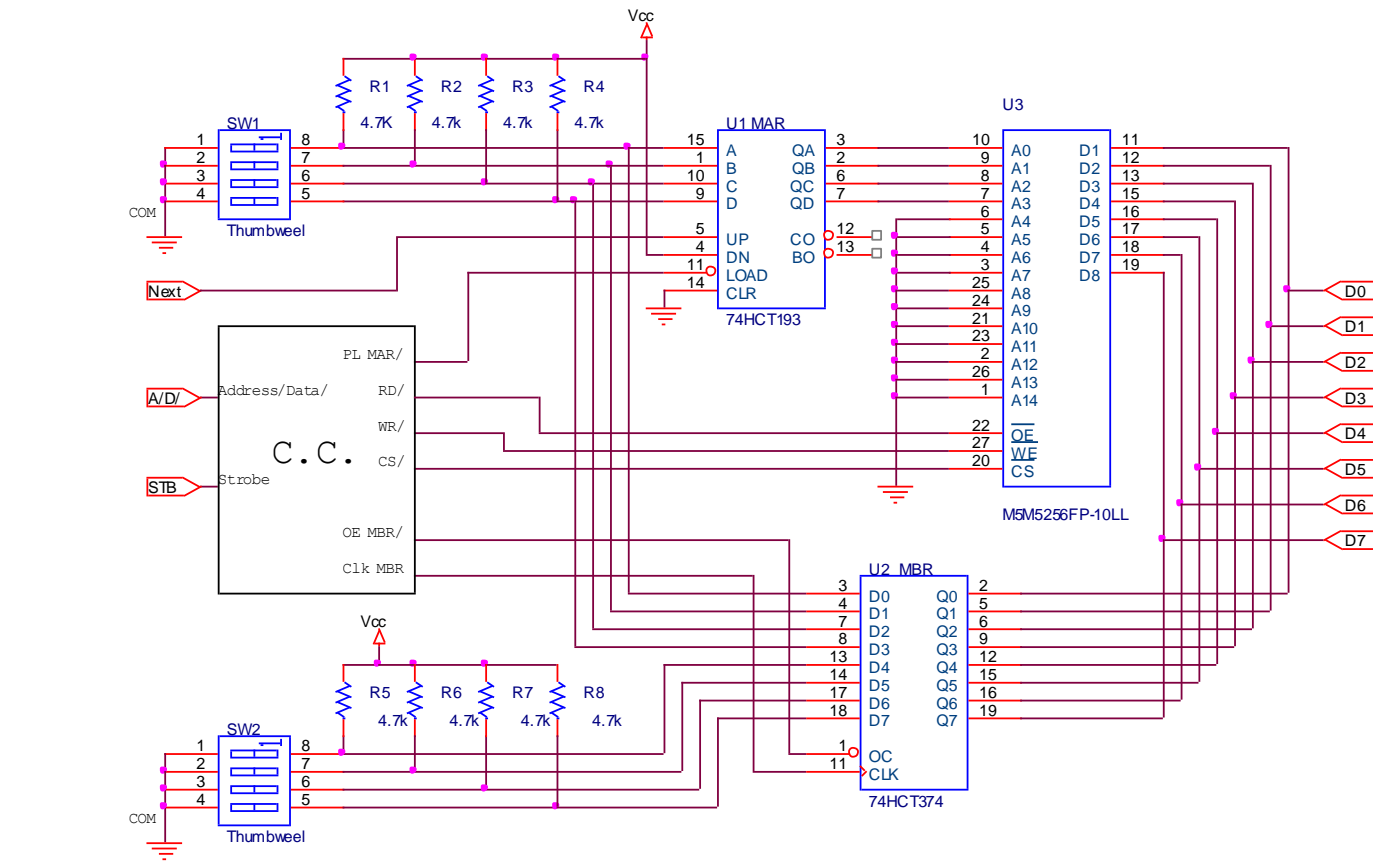 Vcc
R1
R2
R3
R4
4.7K
4.7k
4.7k
4.7k
SW1
1
2
3
4
8
7
6
5
COM
Thumbweel
U1 MAR
15
1
10
9
5
4
11
14
A
B
C
D
UP
DN
LOAD
CLR
QA
QB
QC
QD
CO
BO
3
2
6
7
12
13
74HCT193
U3
10
9
8
7
6
5
4
3
25
24
21
23
2
26
1
22
27
20
A0
A1
A2
A3
A4
A5
A6
A7
A8
A9
A10
A11
A12
A13
A14
OE
WE
CS
D1
D2
D3
D4
D5
D6
D7
D8
11
12
13
15
16
17
18
19
M5M5256FP-10LL
Next
A/D/
STB
Address/Data/
Strobe
C.C.
PL MAR/
RD/
WR/
CS/
OE MBR/
Clk MBR
D0
D1
D2
D3
D4
D5
D6
D7
U2 MBR
3
4
7
8
13
14
17
18
1
11
D0
D1
D2
D3
D4
D5
D6
D7
OC
CLK
Q0
Q1
Q2
Q3
Q4
Q5
Q6
Q7
2
5
6
9
12
15
16
19
74HCT374
Vcc
R5
R6
R7
R8
4.7k
4.7k
4.7k
4.7k
SW2
1
2
3
4
8
7
6
5
COM
Thumbweel